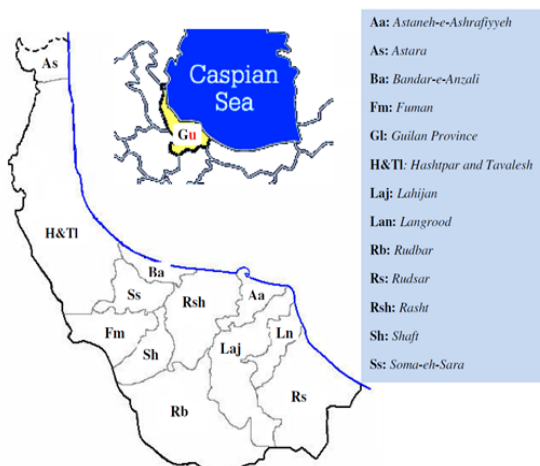 Aa: Astaneh-e-Ashrafiyyeh
As: Astara
Ba: Bandar-e-Anzali
Fm: Fuman
Gl: Guilan Province
H&Tl: Hashtpar and Tavalesh
Laj: Lahijan
Lan: Langrood
Rb: Rudbar
Rs: Rudsar
Rsh: Rasht
Sh: Shaft
Ss: Soma-eh-Sara
Caspian
Sea
Gu
As
H&Tl
Ba
Ss
Rsh
Aa
Fm
Sh
Laj
Ln
Rb
Rs